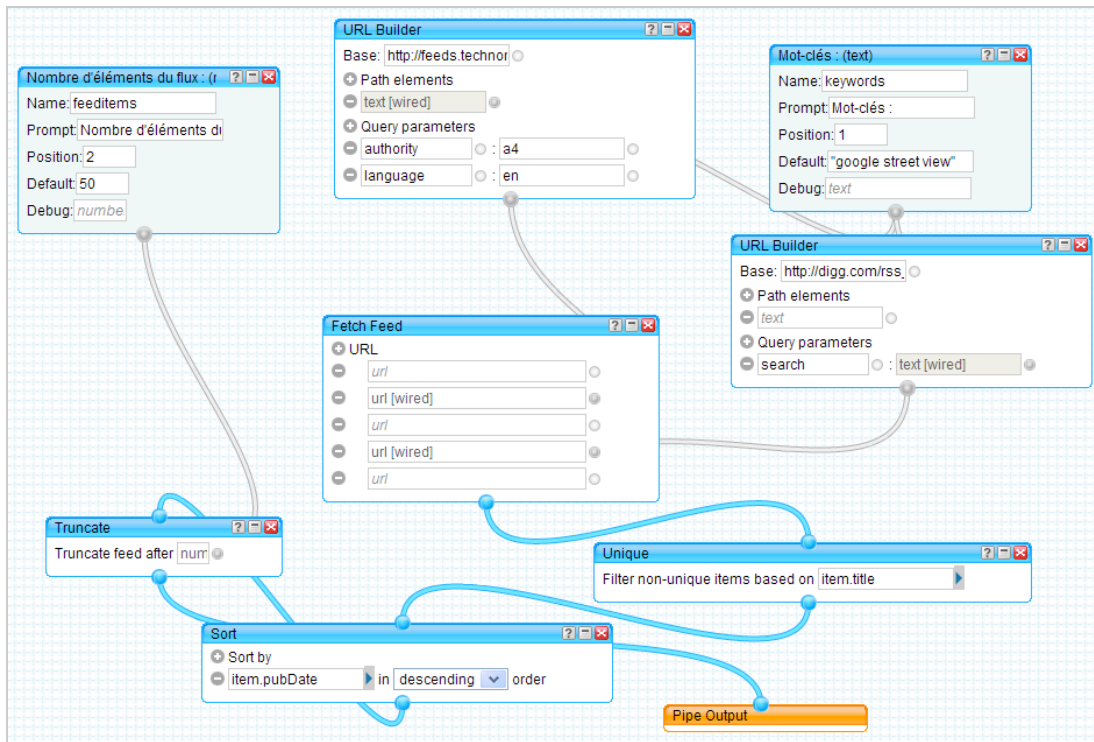 URL Builder
Base: http://feeds.technor
Path elements
text [wired]
Query parameters
authority : a4
language : en
Mot-clés : (text)
Name: keywords
Prompt: Mot-clés :
Position: 1
Default: "google street view"
Debug: text
Nombre d'éléments du flux : (r
Name: feeditems
Prompt: Nombre d'éléments du
Position: 2
Default: 50
Debug: numbe
URL Builder
Base: http://digg.com/rss_
Path elements
text
Query parameters
search : text [wired]
Fetch Feed
URL
url
url [wired]
url
url [wired]
url
Truncate
Truncate feed after num
Unique
Filter non-unique items based on item.title
Sort
Sort by
item.pubDate in descending order
Pipe Output